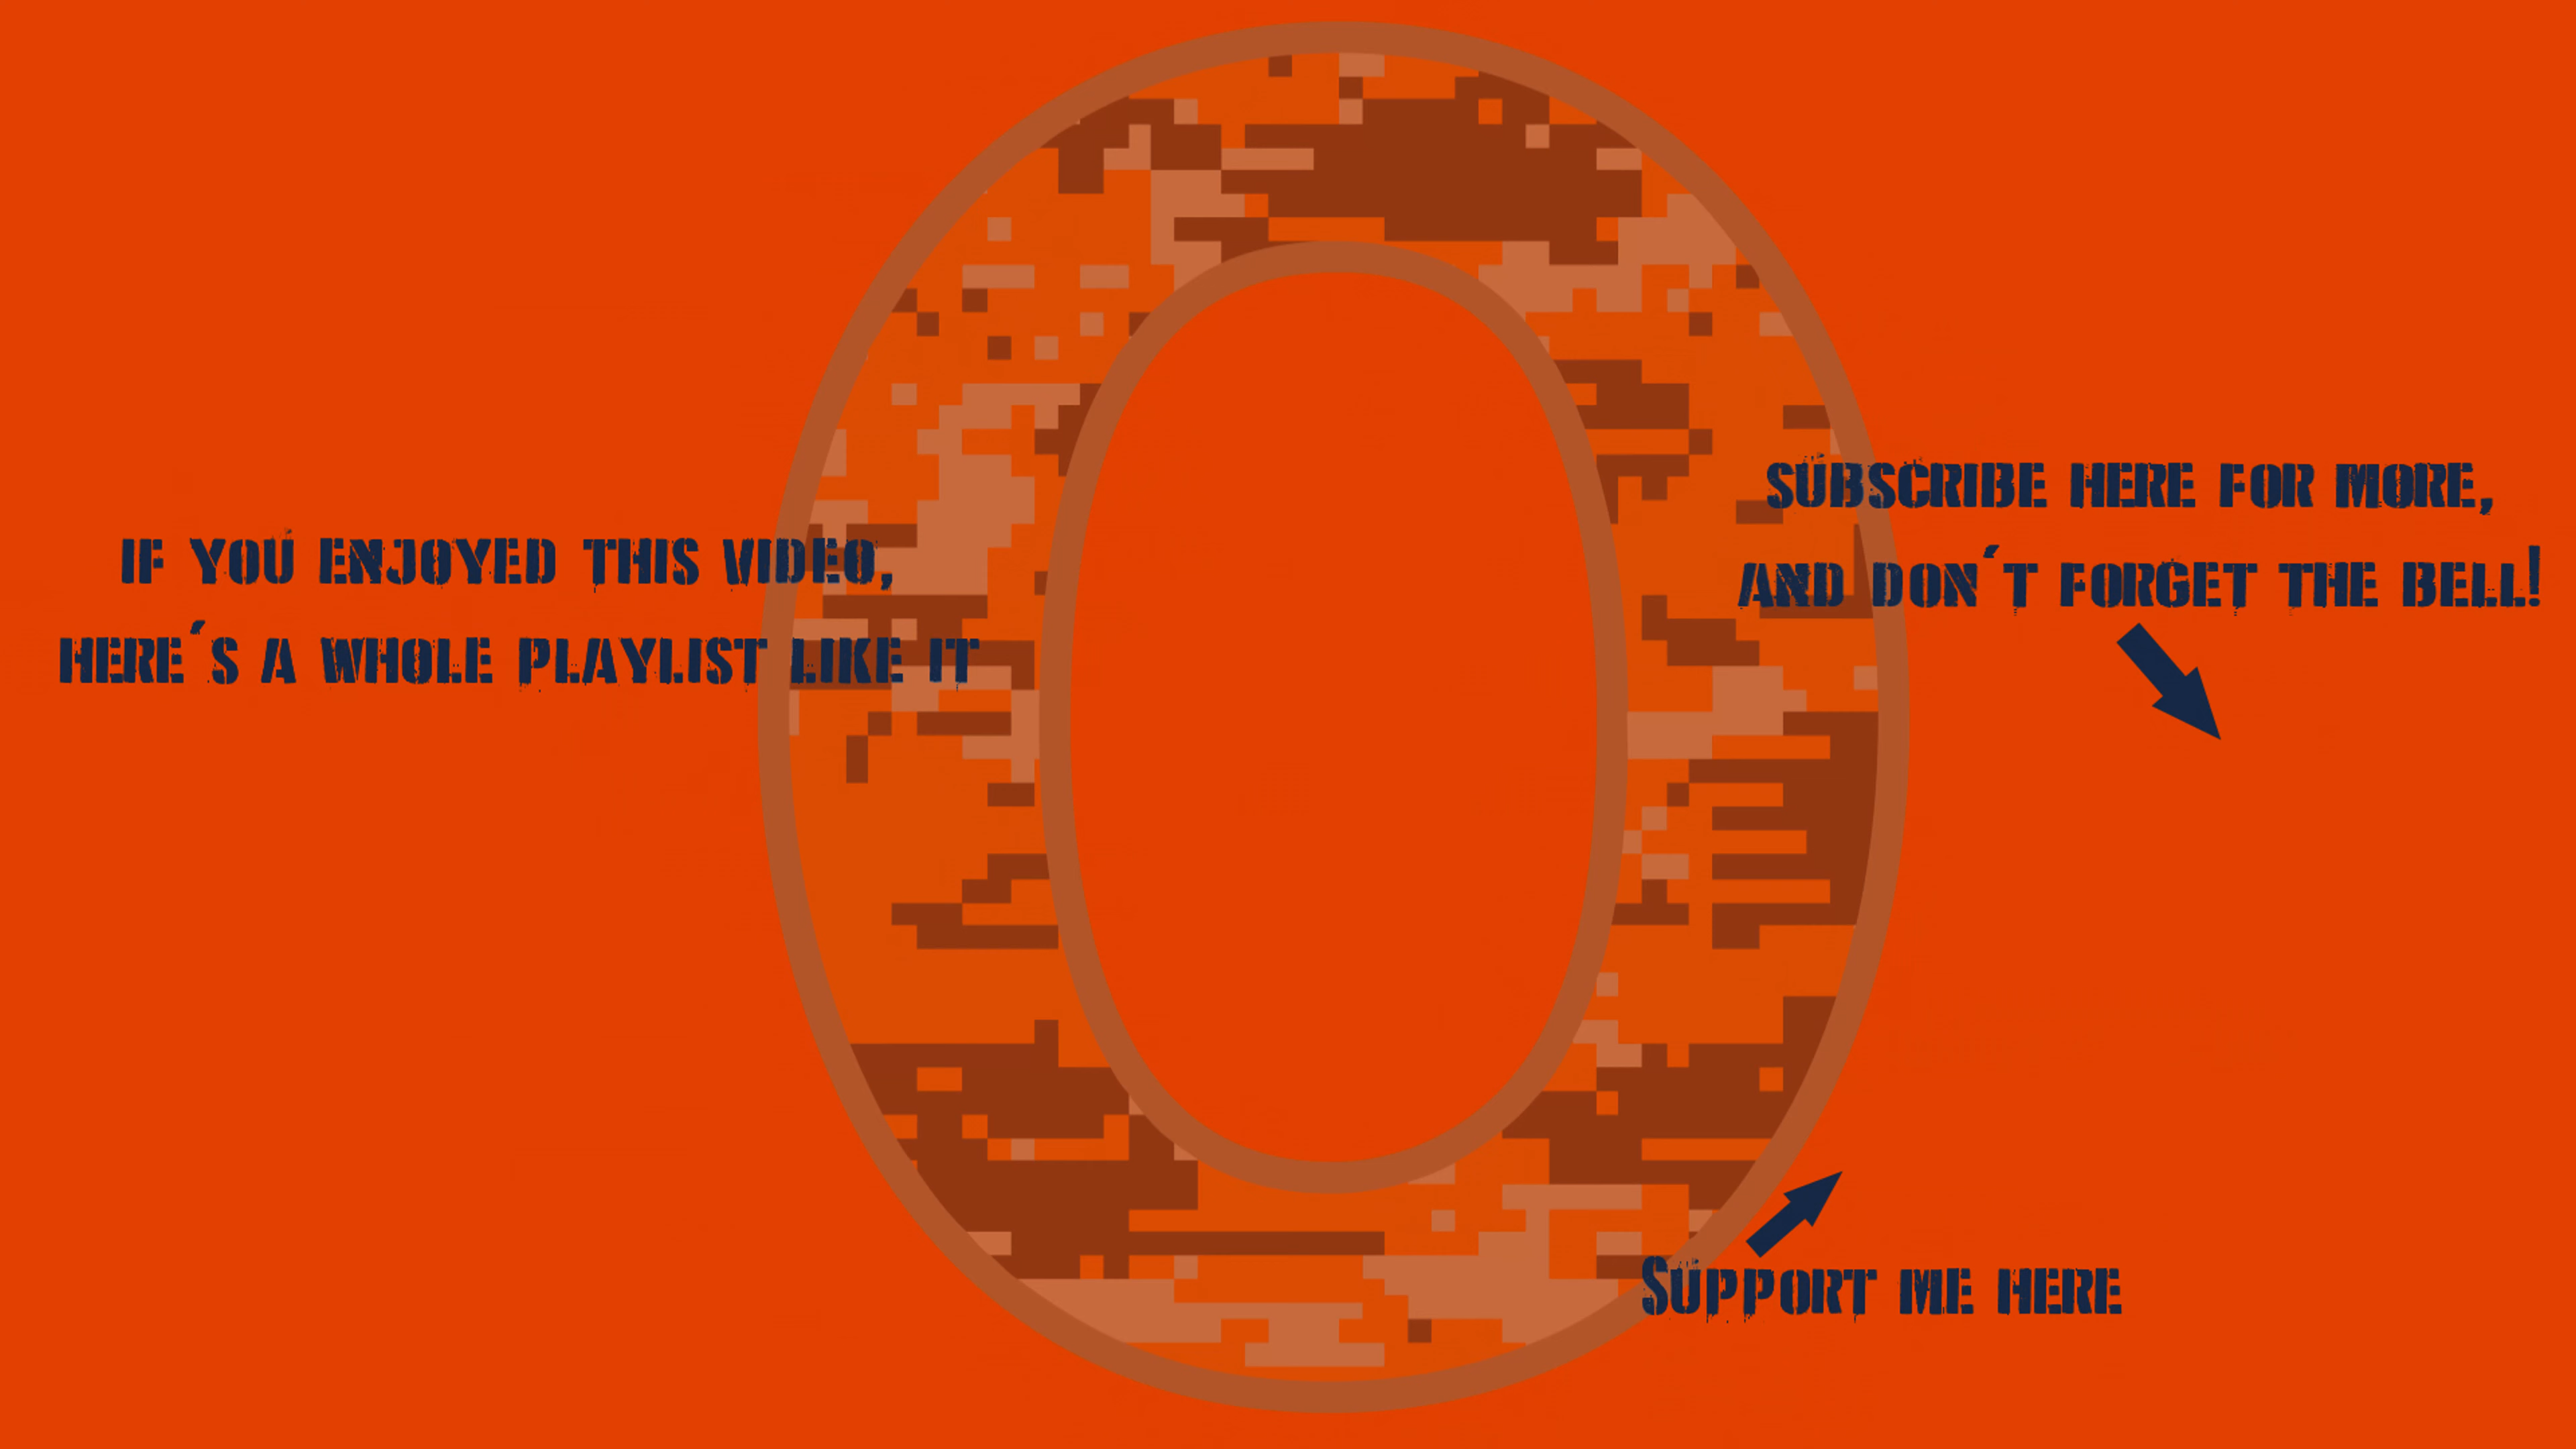 O
IF YOU ENJOYED THIS VIDEO,
HERE´S A WHOLE PLAYLIST LIKE IT
SUBSCRIBE HERE FOR MORE,
AND DON´T FORGET THE BELL!
SUPPORT ME HERE